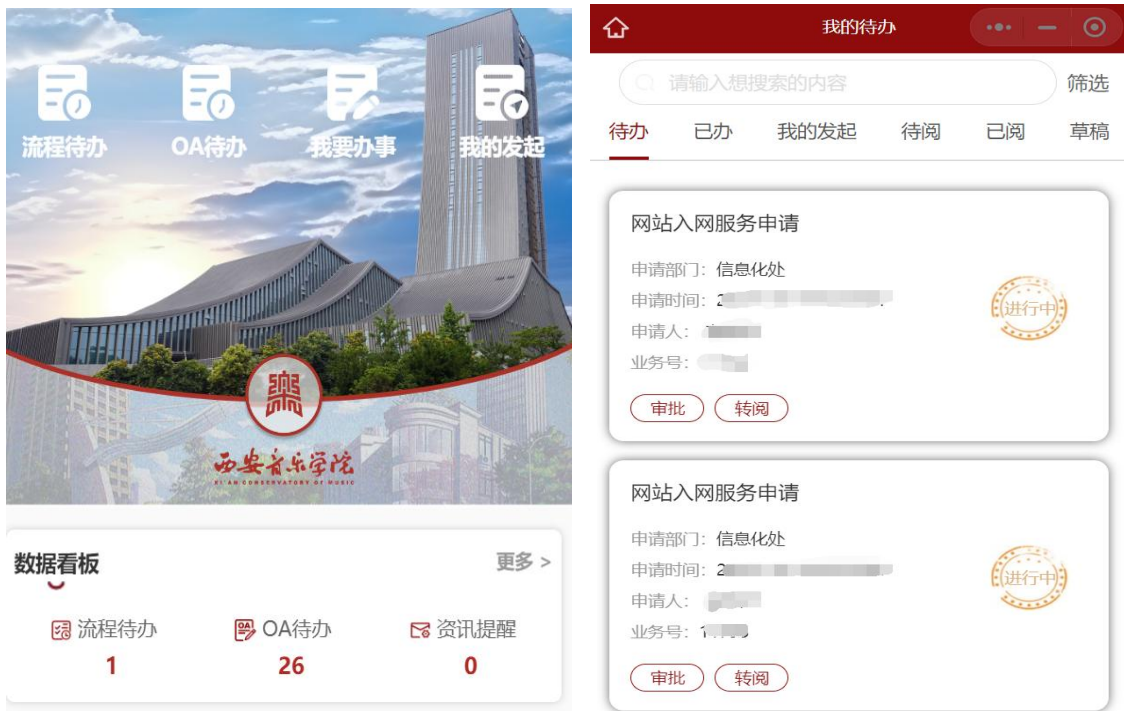 流程待办
OA待办
我要办事
我的发起
西安音乐学院
XI'AN CONSERVATORY OF MUSIC
数据看板
更多 >
流程待办
OA待办
资讯提醒
1
26
0
我的待办
请输入想搜索的内容
筛选
待办
已办
我的发起
待阅
已阅
草稿
网站入网服务申请
申请部门：信息化处
申请时间：2
申请人：
业务号：
进行中
审批
转阅
网站入网服务申请
申请部门：信息化处
申请时间：2
申请人：
业务号：1
进行中
审批
转阅